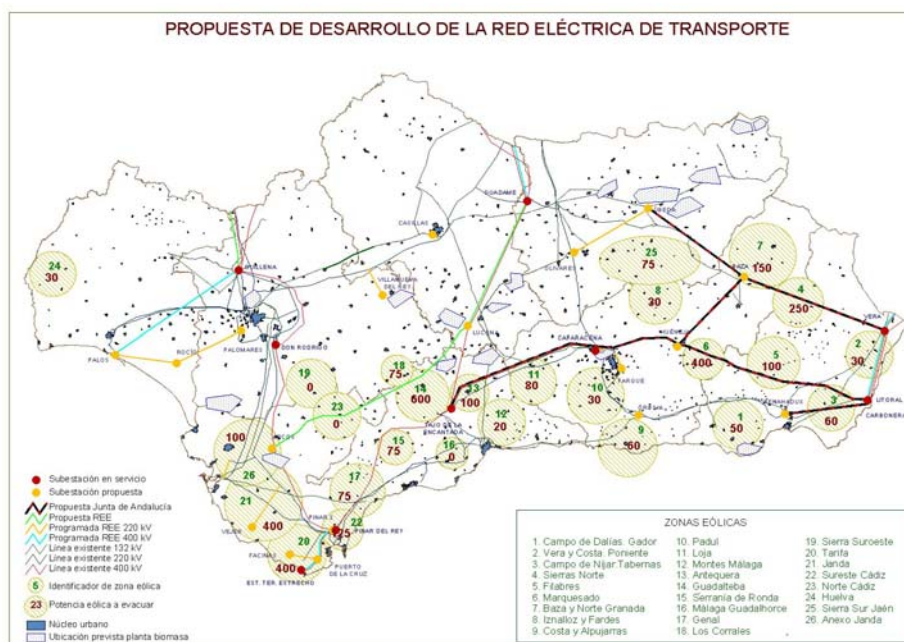 PROPUESTA DE DESARROLLO DE LA RED ELÉCTRICA DE TRANSPORTE
GUADAME
ÚBEDA
CASILLAS
7
24
30
GUILLENA
OLIVARES
25
75
BAZA
150
VILLANUEVA DEL REY
8
30
4
250
LUCENA
VERA
PALOS
ROCÍO
PALOMARES
DON RODRIGO
CAPARACENA
HUÉNEJA
2
30
18
75
FARGUE
6
400
5
100
19
0
14
600
13
100
11
80
10
30
LITORAL
CARBONERAS
23
0
TAJO DE LA ENCANTADA
12
20
ÓRGIVA
BENAHADUX
3
60
ARCOS
100
15
75
16
0
9
60
1
50
26
17
75
21
22
75
PINAR DEL REY
VEJER
400
20
FACINAS
PUERTO DE LA CRUZ
400
EST. TER. ESTRECHO
Subestación en servicio
Subestación propuesta
Propuesta Junta de Andalucía
Propuesta REE
Programada REE 220 kV
Programada REE 400 kV
Línea existente 132 kV
Línea existente 220 kV
Línea existente 400 kV
5 Identificador de zona eólica
23 Potencia eólica a evacuar
Núcleo urbano
Ubicación prevista planta biomasa
ZONAS EÓLICAS
1. Campo de Dalías. Gador
2. Vera y Costa. Poniente
3. Campo de Níjar.Tabernas
4. Sierras Norte
5. Filabres
6. Marquesado
7. Baza y Norte Granada
8. Iznalloz y Fardes
9. Costa y Alpujarras
10. Padul
11. Loja
12. Montes Málaga
13. Antequera
14. Guadalteba
15. Serranía de Ronda
16. Málaga Guadalhorce
17. Genal
18. Los Corrales
19. Sierra Suroeste
20. Tarifa
21. Janda
22. Sureste Cádiz
23. Norte Cádiz
24. Huelva
25. Sierra Sur Jaén
26. Anexo Janda